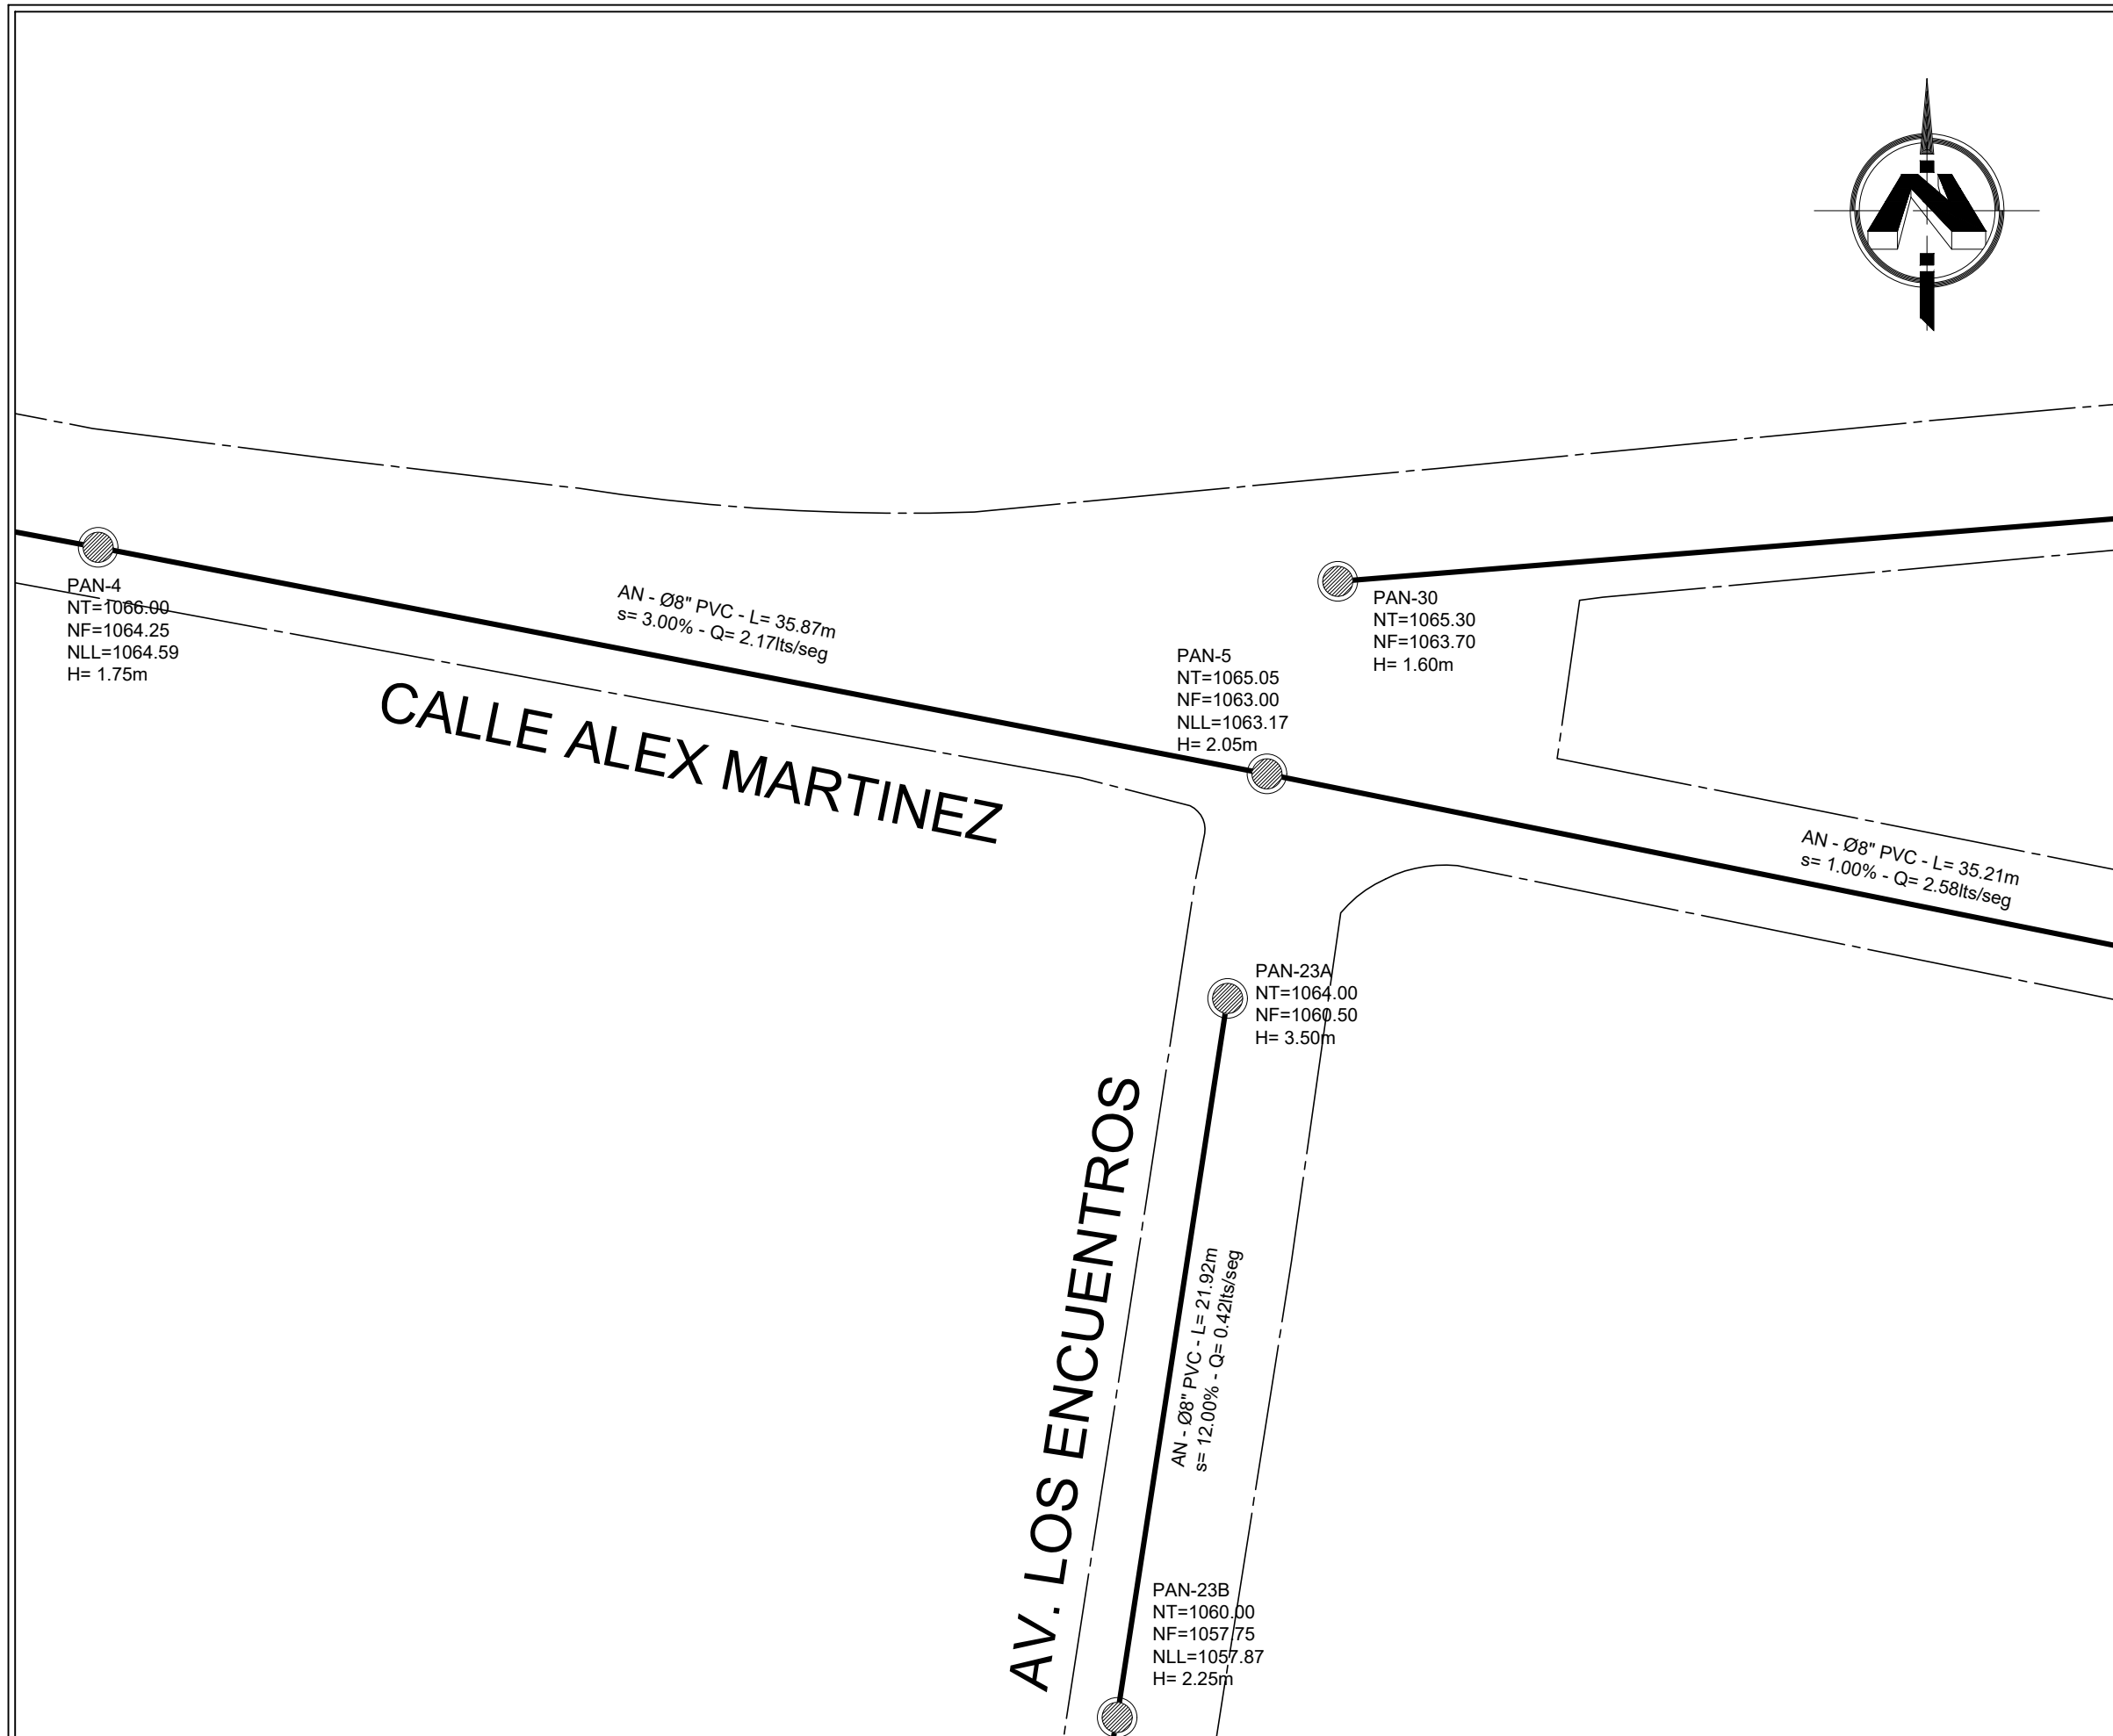 N
PAN-4
NT=1066.00
NF=1064.25
NLL=1064.59
H= 1.75m
AN - Ø8" PVC - L= 35.87m
s= 3.00% - Q= 2.17lts/seg
CALLE ALEX MARTINEZ
PAN-30
NT=1065.30
NF=1063.70
H= 1.60m
PAN-5
NT=1065.05
NF=1063.00
NLL=1063.17
H= 2.05m
AN - Ø8" PVC - L= 35.21m
s= 1.00% - Q= 2.58lts/seg
PAN-23A
NT=1064.00
NF=1060.50
H= 3.50m
AV. LOS ENCUENTROS
AN - Ø8" PVC - L= 21.92m
s= 12.00% - Q= 0.42lts/seg
PAN-23B
NT=1060.00
NF=1057.75
NLL=1057.87
H= 2.25m